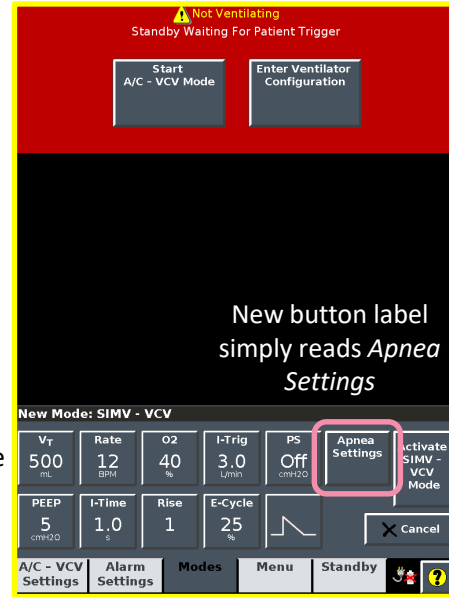 Not Ventilating
Standby Waiting For Patient Trigger
Start
A/C - VCV Mode
Enter Ventilator
Configuration
New button label
simply reads Apnea
Settings
New Mode: SIMV - VCV
VT
500
mL
Rate
12
BPM
O2
40
%
I-Trig
3.0
L/min
PS
Off
cmH2O
Apnea
Settings
Activate
SIMV -
VCV
Mode
e
PEEP
5
cmH2O
I-Time
1.0
s
Rise
1
E-Cycle
25
%
Cancel
A/C - VCV
Settings
Alarm
Settings
Modes
Menu
Standby
?